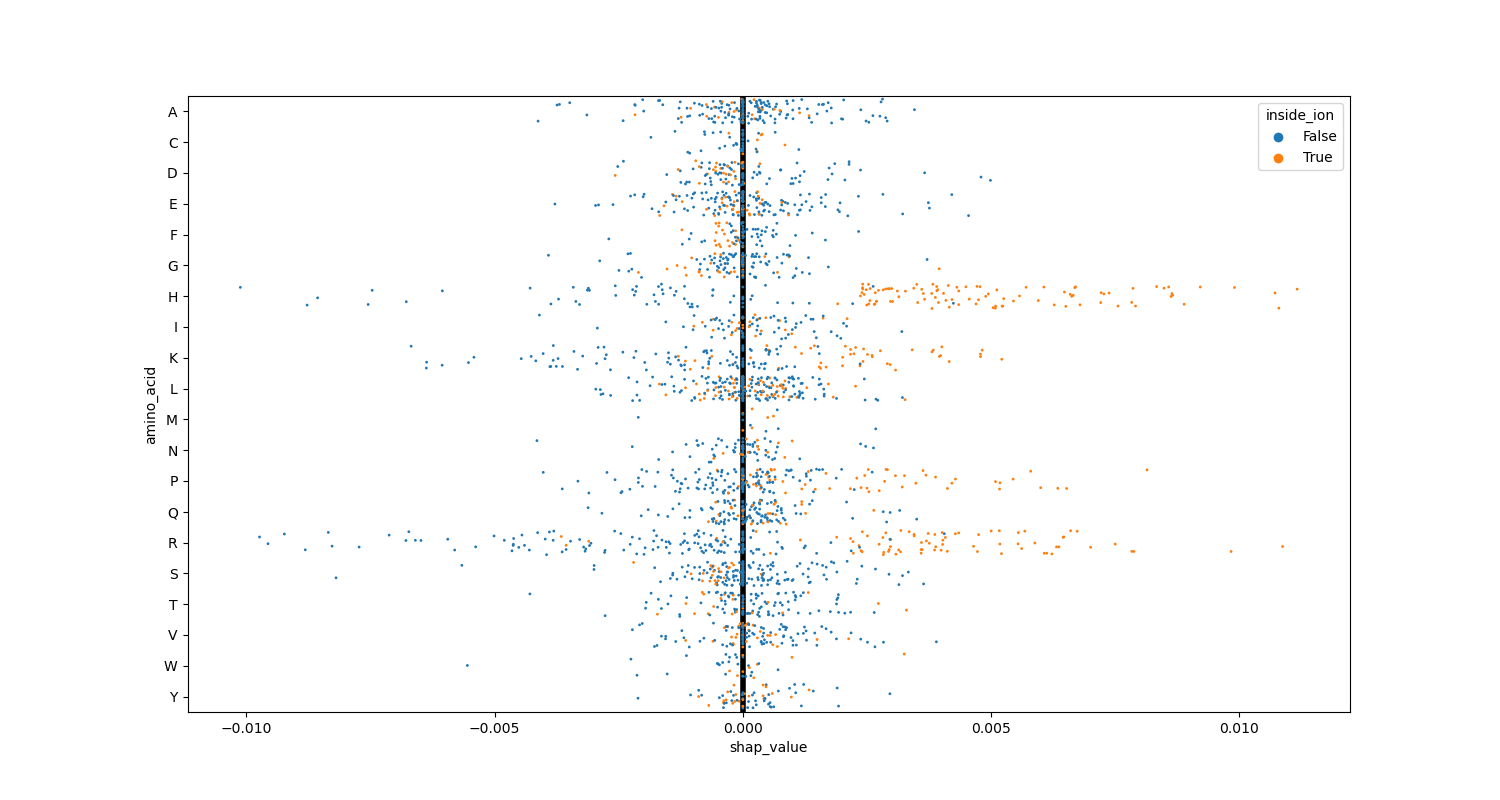 inside_ion
False
True
amino_acid
A
C
D
E
F
G
H
I
K
L
M
N
P
Q
R
S
T
V
W
Y
−0.010
−0.005
0.000
0.005
0.010
shap_value